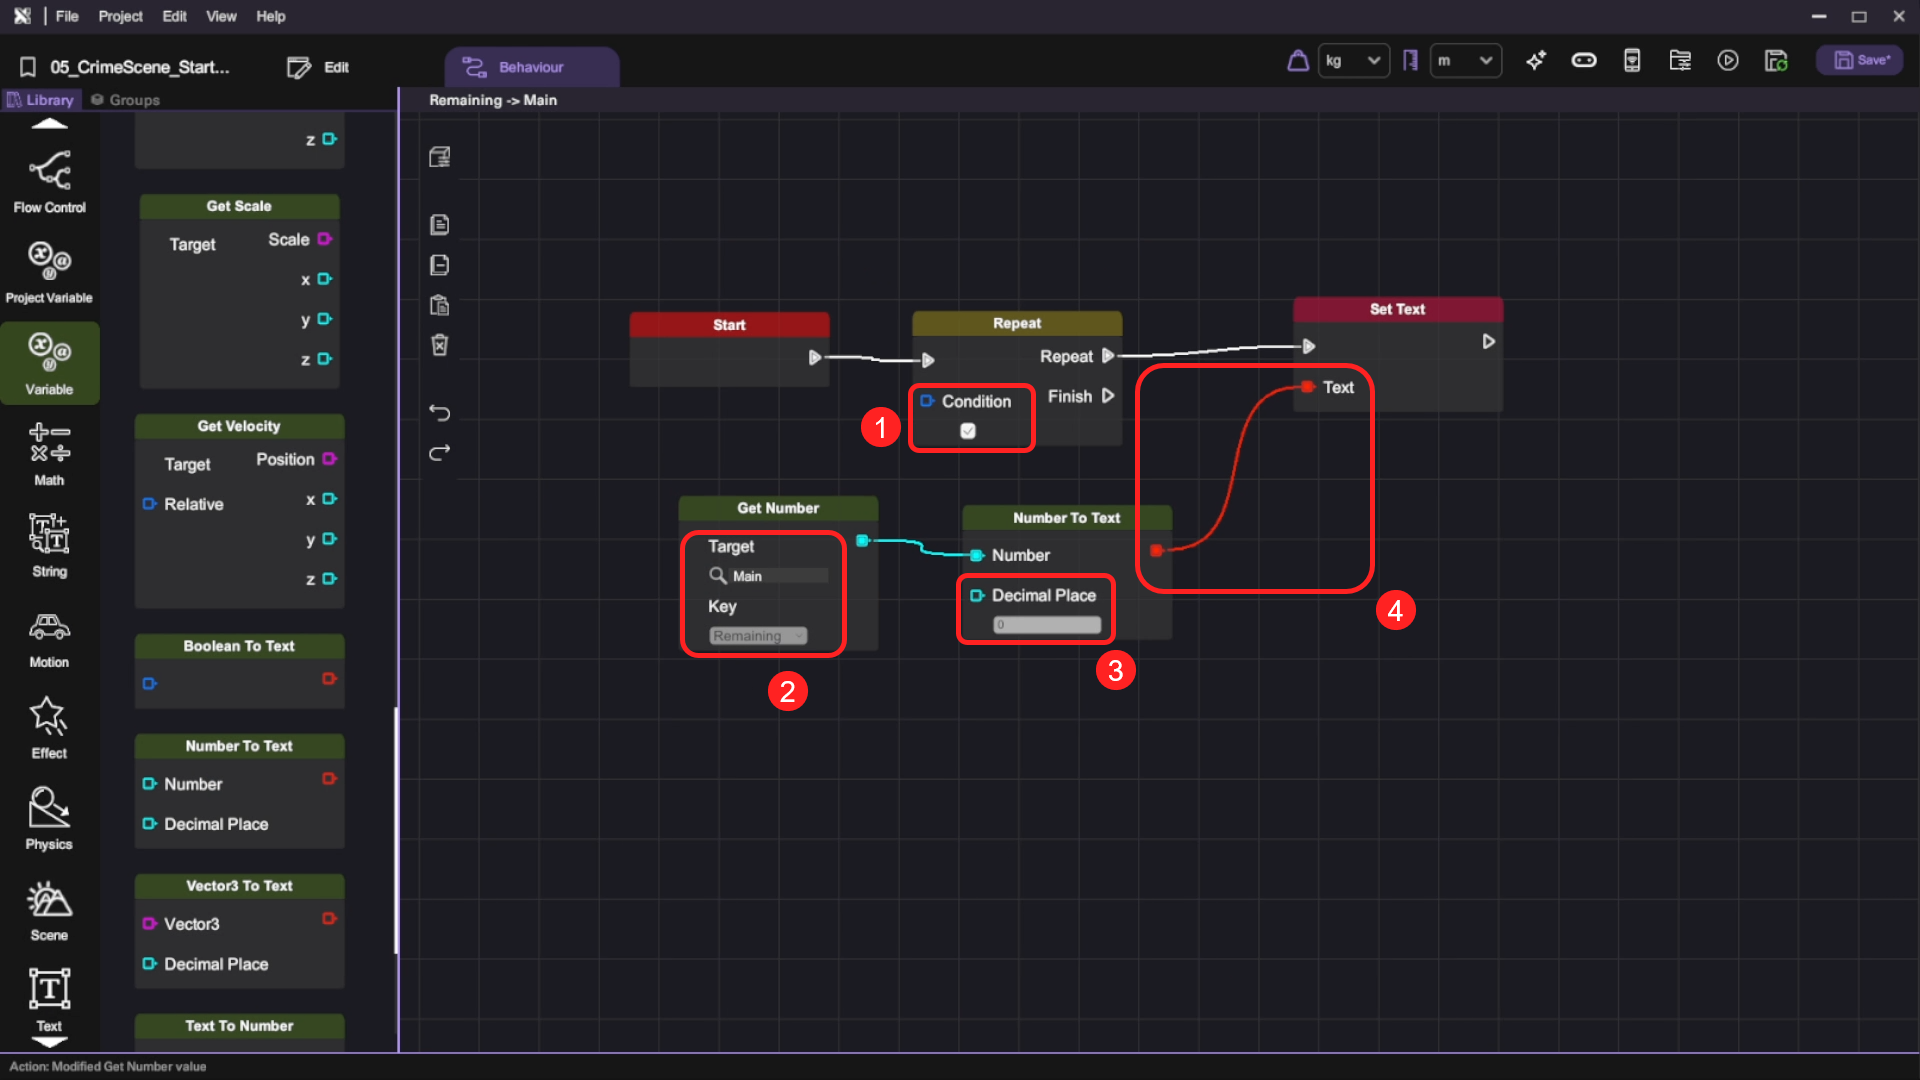 File Project Edit View Help
05_CrimeScene_Start... Edit
Behaviour
kg m Save*
Library Groups
Remaining -> Main
Flow Control
Project Variable
Variable
Math
String
Motion
Effect
Physics
Scene
Text
z
Get Scale
Target Scale
x
y
z
Get Velocity
Target Position
Relative x
y
z
Boolean To Text
Number To Text
Number
Decimal Place
Vector3 To Text
Vector3
Decimal Place
Text To Number
Start
Repeat
Repeat
Condition Finish
1
Set Text
Text
Get Number
Target
Main
Key
Remaining
2
Number To Text
Number
Decimal Place
0
3
4
Action: Modified Get Number value